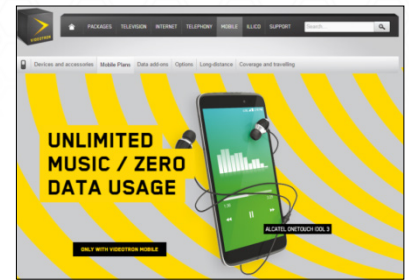 VIDEOTRON
PACKAGES TELEVISION INTERNET TELEPHONY MOBILE ILLICO SUPPORT Search...
Devices and accessories Mobile Plans Data add-ons Options Long-distance Coverage and travelling
UNLIMITED
MUSIC / ZERO
DATA USAGE
ALCATEL ONETOUCH IDOL 3
ONLY WITH VIDEOTRON MOBILE